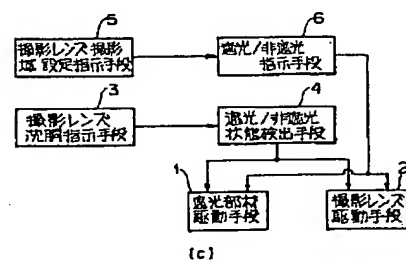 5
撮影レンズ撮影
域設定指示手段
6
遮光/非遮光
指示手段
3
撮影レンズ
沈胴指示手段
4
遮光/非遮光
状態検出手段
1
遮光部材
駆動手段
2
撮影レンズ
駆動手段
(c)